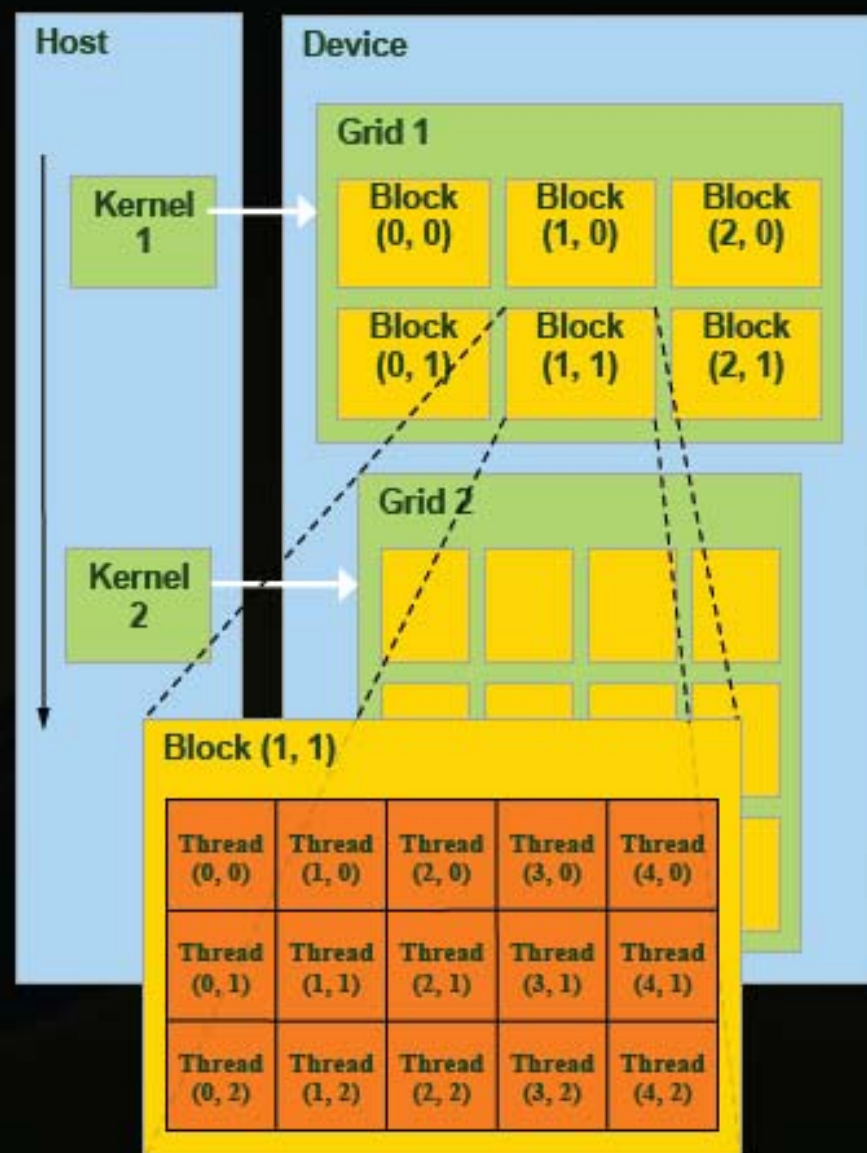 Host
Device
Grid 1
Kernel
1
Block
(0, 0)
Block
(1, 0)
Block
(2, 0)
Block
(0, 1)
Block
(1, 1)
Block
(2, 1)
Grid 2
Kernel
2
Block (1, 1)
Thread
(0, 0)
Thread
(1, 0)
Thread
(2, 0)
Thread
(3, 0)
Thread
(4, 0)
Thread
(0, 1)
Thread
(1, 1)
Thread
(2, 1)
Thread
(3, 1)
Thread
(4, 1)
Thread
(0, 2)
Thread
(1, 2)
Thread
(2, 2)
Thread
(3, 2)
Thread
(4, 2)